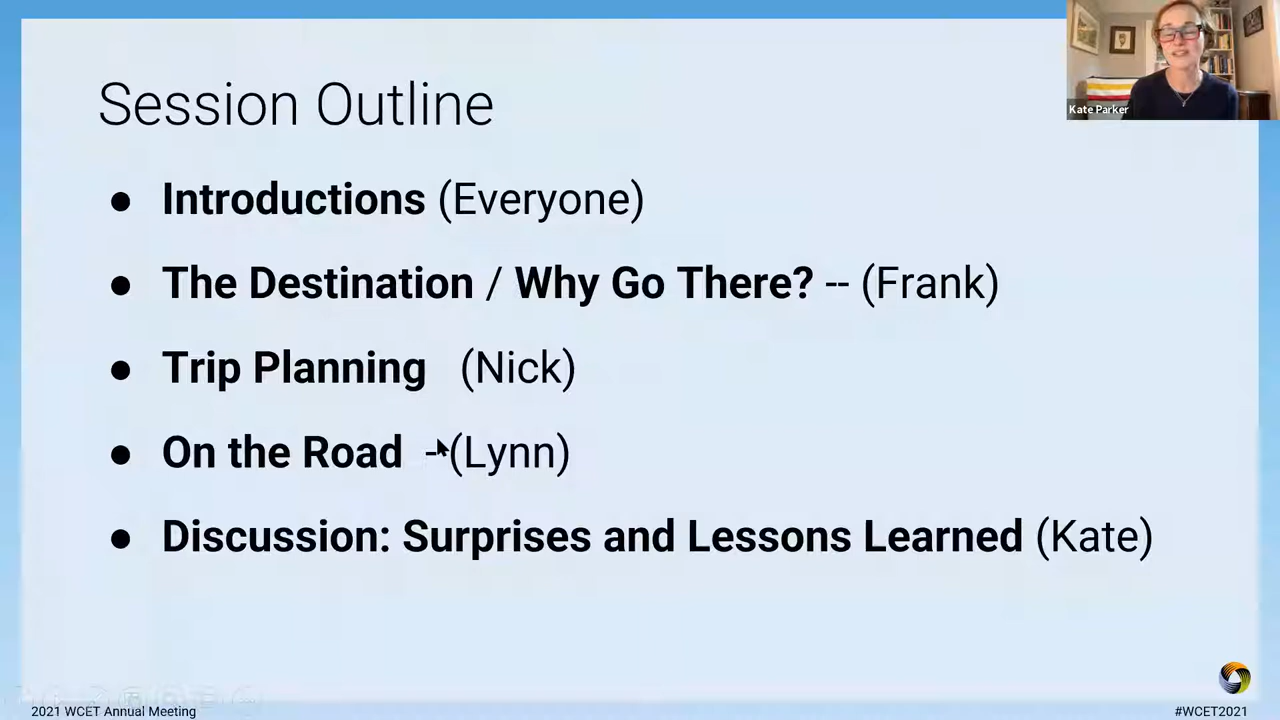 Session Outline
Kate Parker
● Introductions (Everyone)
● The Destination / Why Go There? -- (Frank)
● Trip Planning (Nick)
● On the Road -(Lynn)
● Discussion: Surprises and Lessons Learned (Kate)
2021 WCET Annual Meeting
#WCET2021